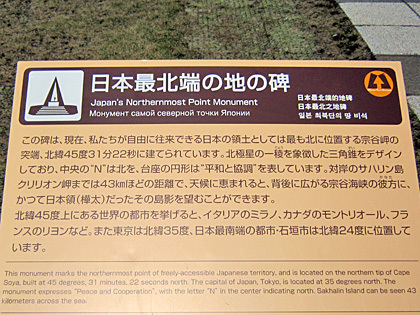 日本最北端の地の碑
Japan's Northernmost Point Monument
Монумент самой северной точки Японии
日本最北端的地碑
日本最北之地碑
일본 최북단의 땅 비석
この碑は、現在、私たちが自由に往来できる日本の領土としては最も北に位置する宗谷岬の
突端、北緯45度31分22秒に建てられています。北極星の一稜を象徴した三角錐をデザイン
しており、中央の“N”は北を、台座の円形は“平和と協調”を表しています。対岸のサハリン島
クリリオン岬までは43kmほどの距離で、天候に恵まれると、背後に広がる宗谷海峡の彼方に、
かつて日本領(樺太)だったその島影を望むことができます。
北緯45度上にある世界の都市を挙げると、イタリアのミラノ、カナダのモントリオール、フラン
スのリヨンなど。また東京は北緯35度、日本最南端の都市・石垣市は北緯24度に位置して
います。
This monument marks the northernmost point of freely-accessible Japanese territory, and is located on the northern tip of Cape
Soya, built at 45 degrees, 31 minutes, 22 seconds north. The capital of Japan, Tokyo, is located at 35 degrees north. The
monument expresses "Peace and Cooperation", with the letter "N" in the center indicating north. Sakhalin Island can be seen 43
kilometers across the sea.